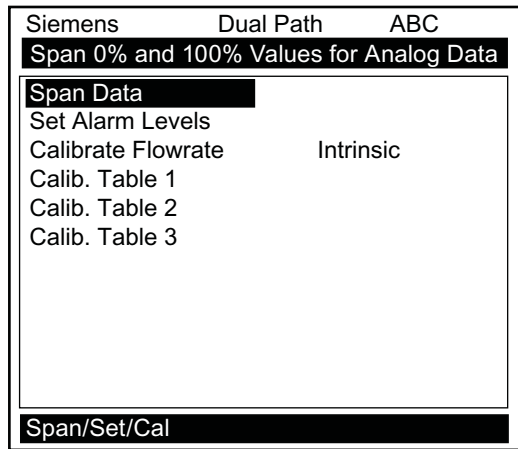 Siemens Dual Path ABC
Span 0% and 100% Values for Analog Data
Span Data
Set Alarm Levels
Calibrate Flowrate Intrinsic
Calib. Table 1
Calib. Table 2
Calib. Table 3
Span/Set/Cal